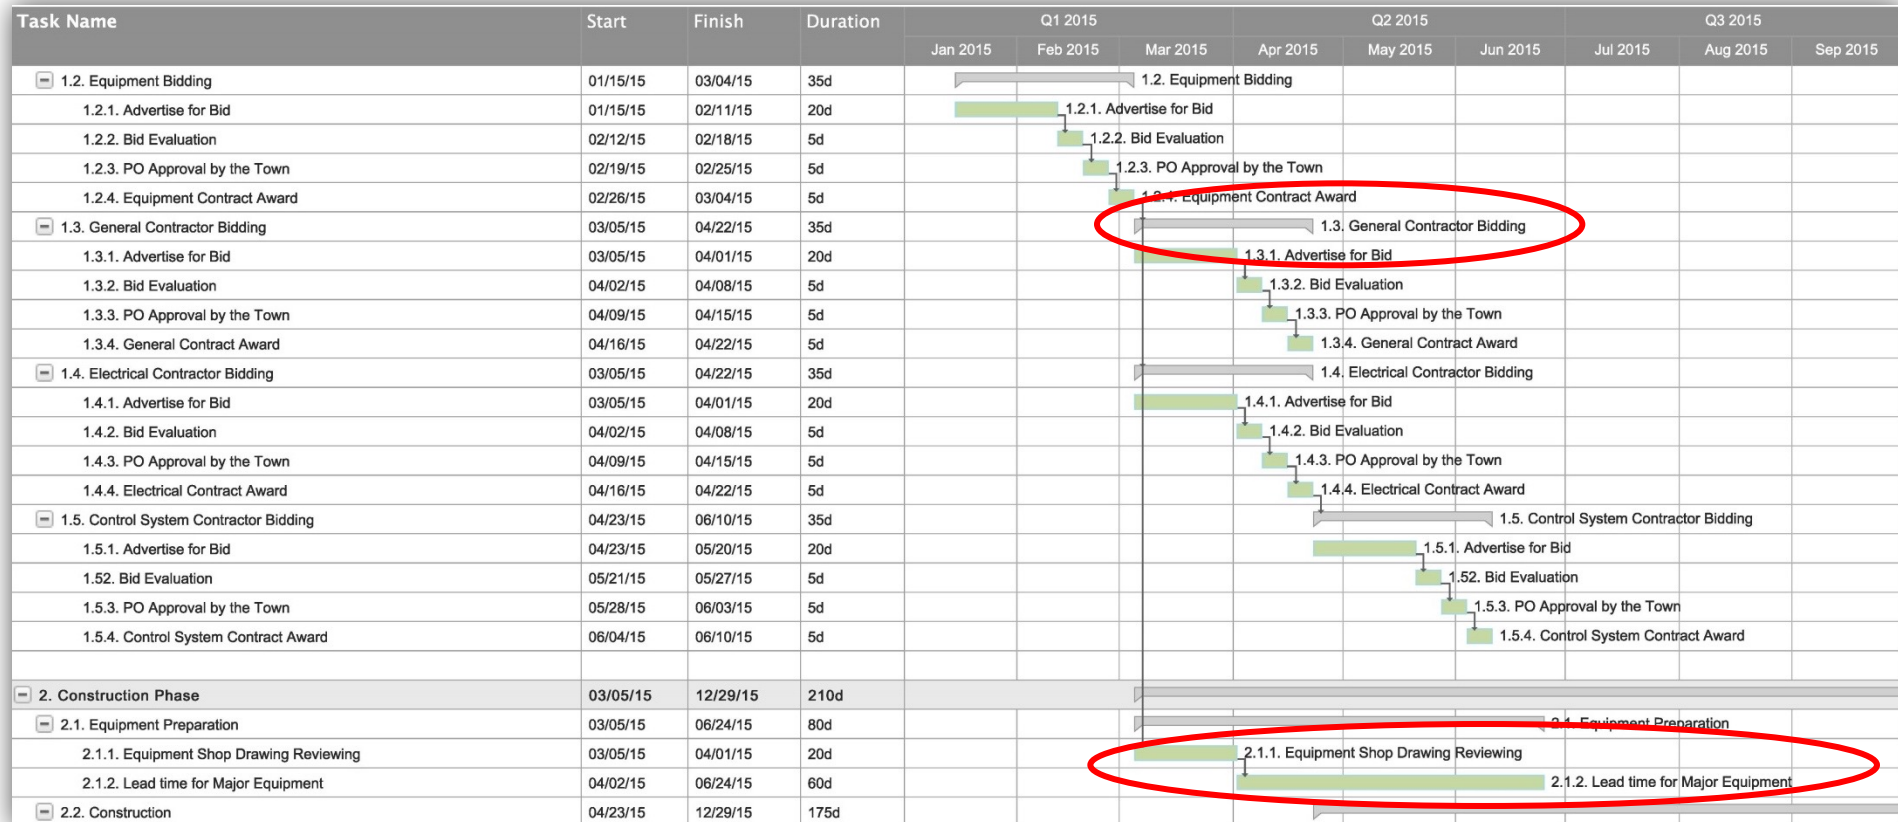 Task Name Start Finish Duration Q1 2015 Q2 2015 Q3 2015
Jan 2015 Feb 2015 Mar 2015 Apr 2015 May 2015 Jun 2015 Jul 2015 Aug 2015 Sep 2015
1.2. Equipment Bidding 01/15/15 03/04/15 35d 1.2. Equipment Bidding
1.2.1. Advertise for Bid 01/15/15 02/11/15 20d 1.2.1. Advertise for Bid
1.2.2. Bid Evaluation 02/12/15 02/18/15 5d 1.2.2. Bid Evaluation
1.2.3. PO Approval by the Town 02/19/15 02/25/15 5d 1.2.3. PO Approval by the Town
1.2.4. Equipment Contract Award 02/26/15 03/04/15 5d 1.2.4. Equipment Contract Award
1.3. General Contractor Bidding 03/05/15 04/22/15 35d 1.3. General Contractor Bidding
1.3.1. Advertise for Bid 03/05/15 04/01/15 20d 1.3.1. Advertise for Bid
1.3.2. Bid Evaluation 04/02/15 04/08/15 5d 1.3.2. Bid Evaluation
1.3.3. PO Approval by the Town 04/09/15 04/15/15 5d 1.3.3. PO Approval by the Town
1.3.4. General Contract Award 04/16/15 04/22/15 5d 1.3.4. General Contract Award
1.4. Electrical Contractor Bidding 03/05/15 04/22/15 35d 1.4. Electrical Contractor Bidding
1.4.1. Advertise for Bid 03/05/15 04/01/15 20d 1.4.1. Advertise for Bid
1.4.2. Bid Evaluation 04/02/15 04/08/15 5d 1.4.2. Bid Evaluation
1.4.3. PO Approval by the Town 04/09/15 04/15/15 5d 1.4.3. PO Approval by the Town
1.4.4. Electrical Contract Award 04/16/15 04/22/15 5d 1.4.4. Electrical Contract Award
1.5. Control System Contractor Bidding 04/23/15 06/10/15 35d 1.5. Control System Contractor Bidding
1.5.1. Advertise for Bid 04/23/15 05/20/15 20d 1.5.1. Advertise for Bid
1.52. Bid Evaluation 05/21/15 05/27/15 5d 1.52. Bid Evaluation
1.5.3. PO Approval by the Town 05/28/15 06/03/15 5d 1.5.3. PO Approval by the Town
1.5.4. Control System Contract Award 06/04/15 06/10/15 5d 1.5.4. Control System Contract Award
2. Construction Phase 03/05/15 12/29/15 210d
2.1. Equipment Preparation 03/05/15 06/24/15 80d 2.1. Equipment Preparation
2.1.1. Equipment Shop Drawing Reviewing 03/05/15 04/01/15 20d 2.1.1. Equipment Shop Drawing Reviewing
2.1.2. Lead time for Major Equipment 04/02/15 06/24/15 60d 2.1.2. Lead time for Major Equipment
2.2. Construction 04/23/15 12/29/15 175d